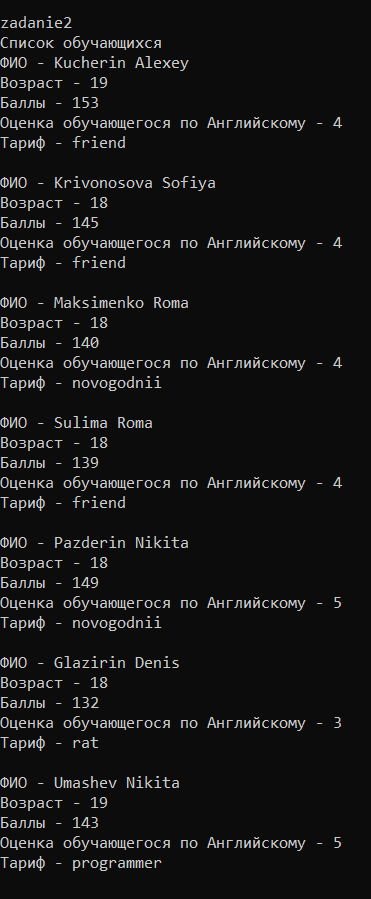 zadanie2
Список обучающихся
ФИО - Kucherin Alexey
Возраст - 19
Баллы - 153
Оценка обучающегося по Английскому - 4
Тариф - friend
ФИО - Krivonosova Sofiya
Возраст - 18
Баллы - 145
Оценка обучающегося по Английскому - 4
Тариф - friend
ФИО - Maksimenko Roma
Возраст - 18
Баллы - 140
Оценка обучающегося по Английскому - 4
Тариф - novogodnii
ФИО - Sulima Roma
Возраст - 18
Баллы - 139
Оценка обучающегося по Английскому - 4
Тариф - friend
ФИО - Pazderin Nikita
Возраст - 18
Баллы - 149
Оценка обучающегося по Английскому - 5
Тариф - novogodnii
ФИО - Glazirin Denis
Возраст - 18
Баллы - 132
Оценка обучающегося по Английскому - 3
Тариф - rat
ФИО - Umashev Nikita
Возраст - 19
Баллы - 143
Оценка обучающегося по Английскому - 5
Тариф - programmer